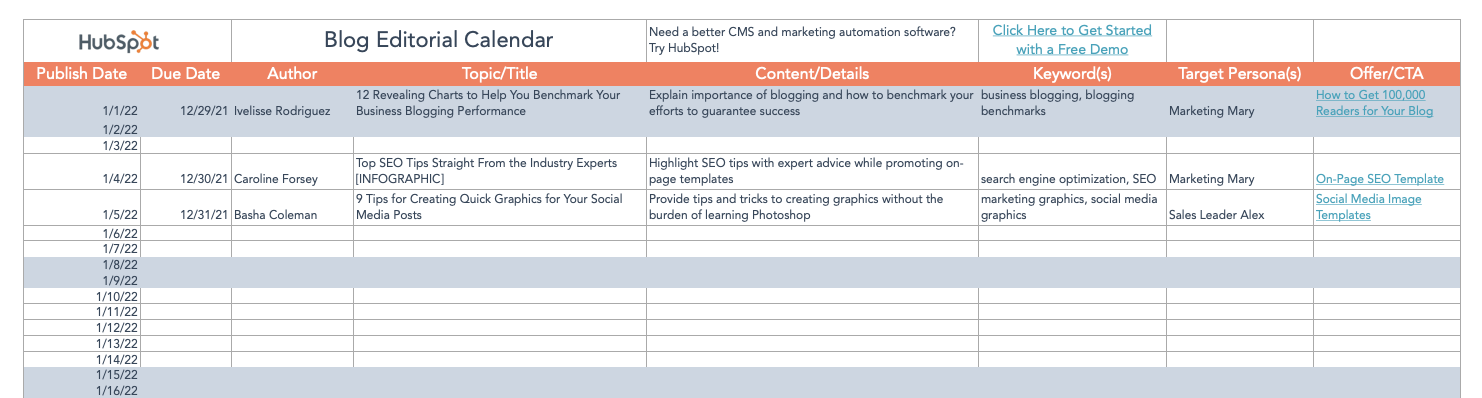 HubSpot
Blog Editorial Calendar
Need a better CMS and marketing automation software?
Try HubSpot!
Click Here to Get Started
with a Free Demo
Publish Date Due Date Author Topic/Title Content/Details Keyword(s) Target Persona(s) Offer/CTA
12 Revealing Charts to Help You Benchmark Your Explain importance of blogging and how to benchmark your business blogging, blogging How to Get 100,000
1/1/22 12/29/21 Ivelisse Rodriguez Business Blogging Performance efforts to guarantee success benchmarks Marketing Mary Readers for Your Blog
1/2/22
1/3/22
Top SEO Tips Straight From the Industry Experts Highlight SEO tips with expert advice while promoting on-
1/4/22 12/30/21 Caroline Forsey [INFOGRAPHIC] page templates search engine optimization, SEO Marketing Mary On-Page SEO Template
9 Tips for Creating Quick Graphics for Your Social Provide tips and tricks to creating graphics without the marketing graphics, social media Social Media Image
1/5/22 12/31/21 Basha Coleman Media Posts burden of learning Photoshop graphics Sales Leader Alex Templates
1/6/22
1/7/22
1/8/22
1/9/22
1/10/22
1/11/22
1/12/22
1/13/22
1/14/22
1/15/22
1/16/22